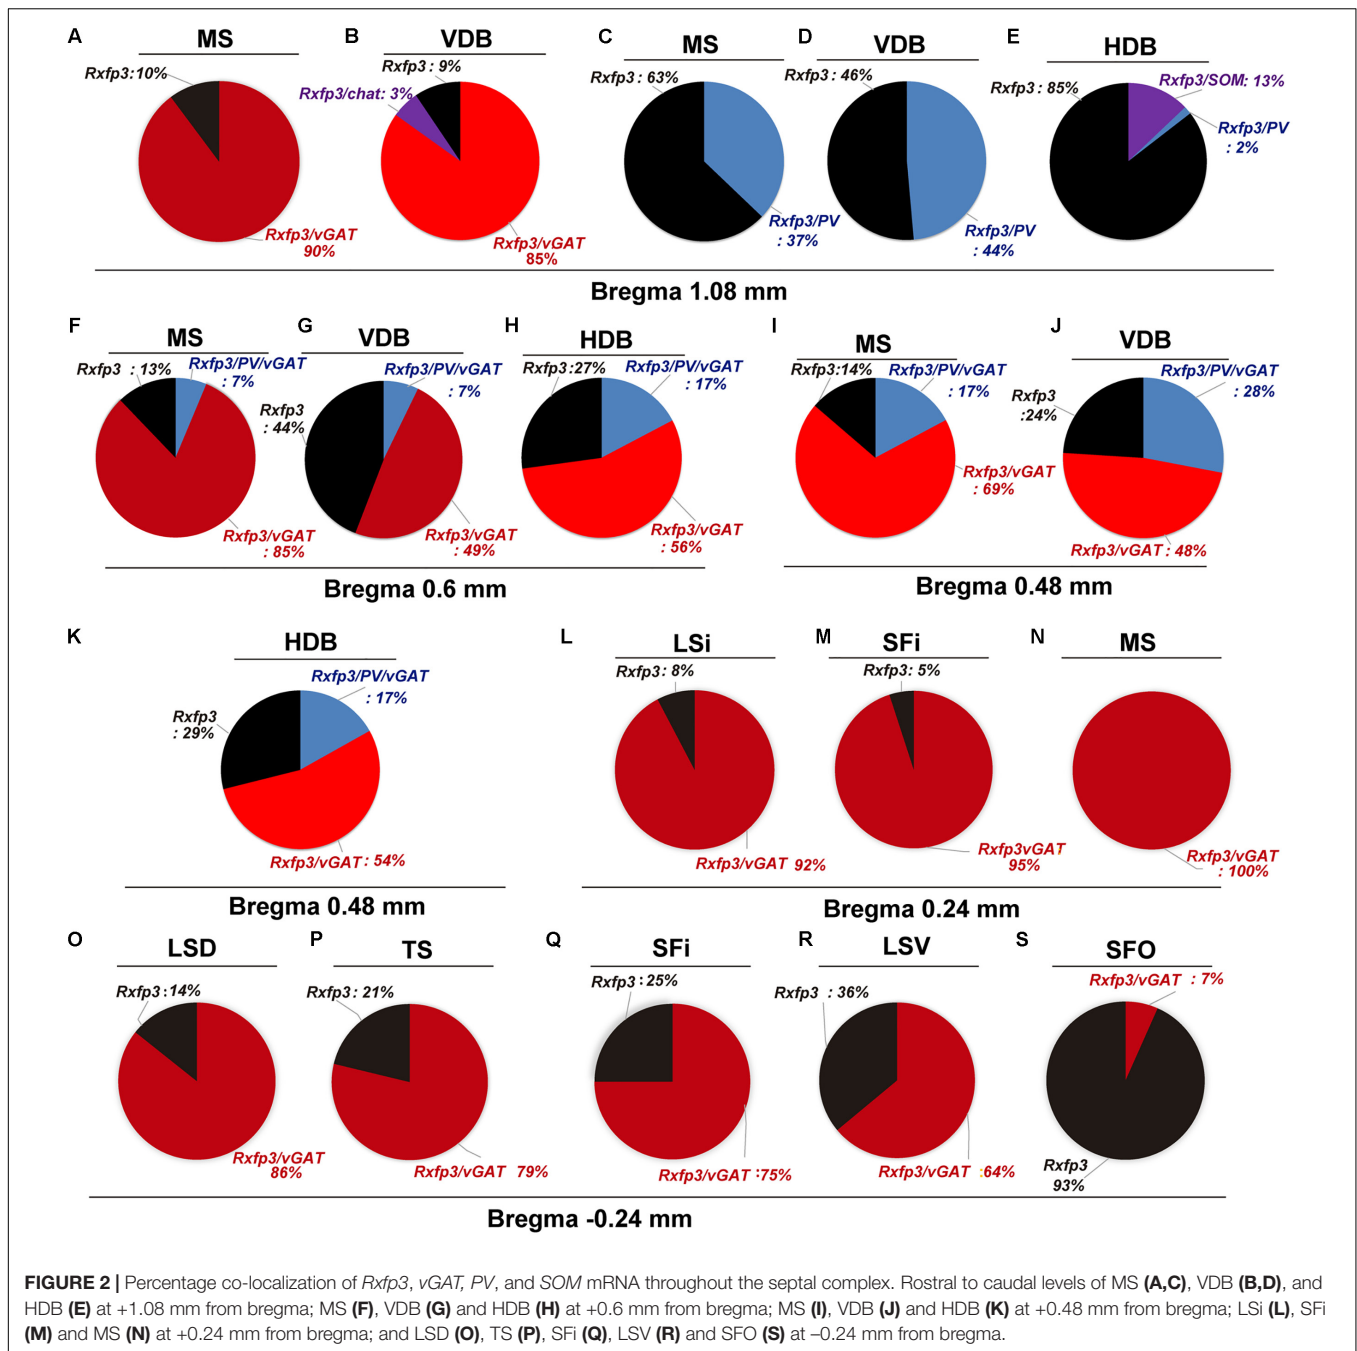 A MS
Rxfp3:10%
Rxfp3/vGAT
90%
B VDB
Rxfp3 : 9%
Rxfp3/chat: 3%
Rxfp3/vGAT
85%
C MS
Rxfp3 : 63%
Rxfp3/PV
: 37%
D VDB
Rxfp3 : 46%
Rxfp3/PV
: 44%
E HDB
Rxfp3 : 85%
Rxfp3/SOM: 13%
Rxfp3/PV
: 2%
Bregma 1.08 mm
F MS
Rxfp3 : 13%
Rxfp3/PV/vGAT
: 7%
Rxfp3/vGAT
: 85%
G VDB
Rxfp3
: 44%
Rxfp3/PV/vGAT
: 7%
Rxfp3/vGAT
: 49%
H HDB
Rxfp3:27%
Rxfp3/PV/vGAT
: 17%
Rxfp3/vGAT
: 56%
Bregma 0.6 mm
I MS
Rxfp3:14%
Rxfp3/PV/vGAT
: 17%
Rxfp3/vGAT
: 69%
J VDB
Rxfp3
:24%
Rxfp3/PV/vGAT
: 28%
Rxfp3/vGAT : 48%
Bregma 0.48 mm
K HDB
Rxfp3
: 29%
Rxfp3/PV/vGAT
: 17%
Rxfp3/vGAT : 54%
Bregma 0.48 mm
L LSi
Rxfp3 : 8%
Rxfp3/vGAT 92%
M SFi
Rxfp3: 5%
Rxfp3vGAT
95%
N MS
Rxfp3/vGAT
: 100%
Bregma 0.24 mm
O LSD
Rxfp3 :14%
Rxfp3/vGAT
86%
P TS
Rxfp3 : 21%
Rxfp3/vGAT 79%
Q SFi
Rxfp3 : 25%
Rxfp3/vGAT :75%
R LSV
Rxfp3 : 36%
Rxfp3/vGAT :64%
S SFO
Rxfp3/vGAT : 7%
Rxfp3
93%
Bregma -0.24 mm
FIGURE 2 | Percentage co-localization of Rxfp3, vGAT, PV, and SOM mRNA throughout the septal complex. Rostral to caudal levels of MS (A,C), VDB (B,D), and
HDB (E) at +1.08 mm from bregma; MS (F), VDB (G) and HDB (H) at +0.6 mm from bregma; MS (I), VDB (J) and HDB (K) at +0.48 mm from bregma; LSi (L), SFi
(M) and MS (N) at +0.24 mm from bregma; and LSD (O), TS (P), SFi (Q), LSV (R) and SFO (S) at –0.24 mm from bregma.